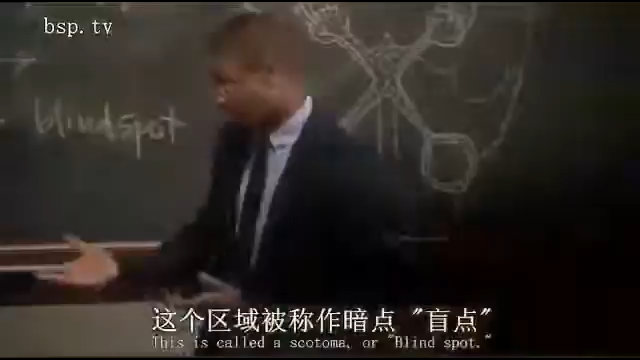 bsp.tv
blindspot
这个区域被称作暗点 "盲点"
This is called a scotoma, or "Blind spot."